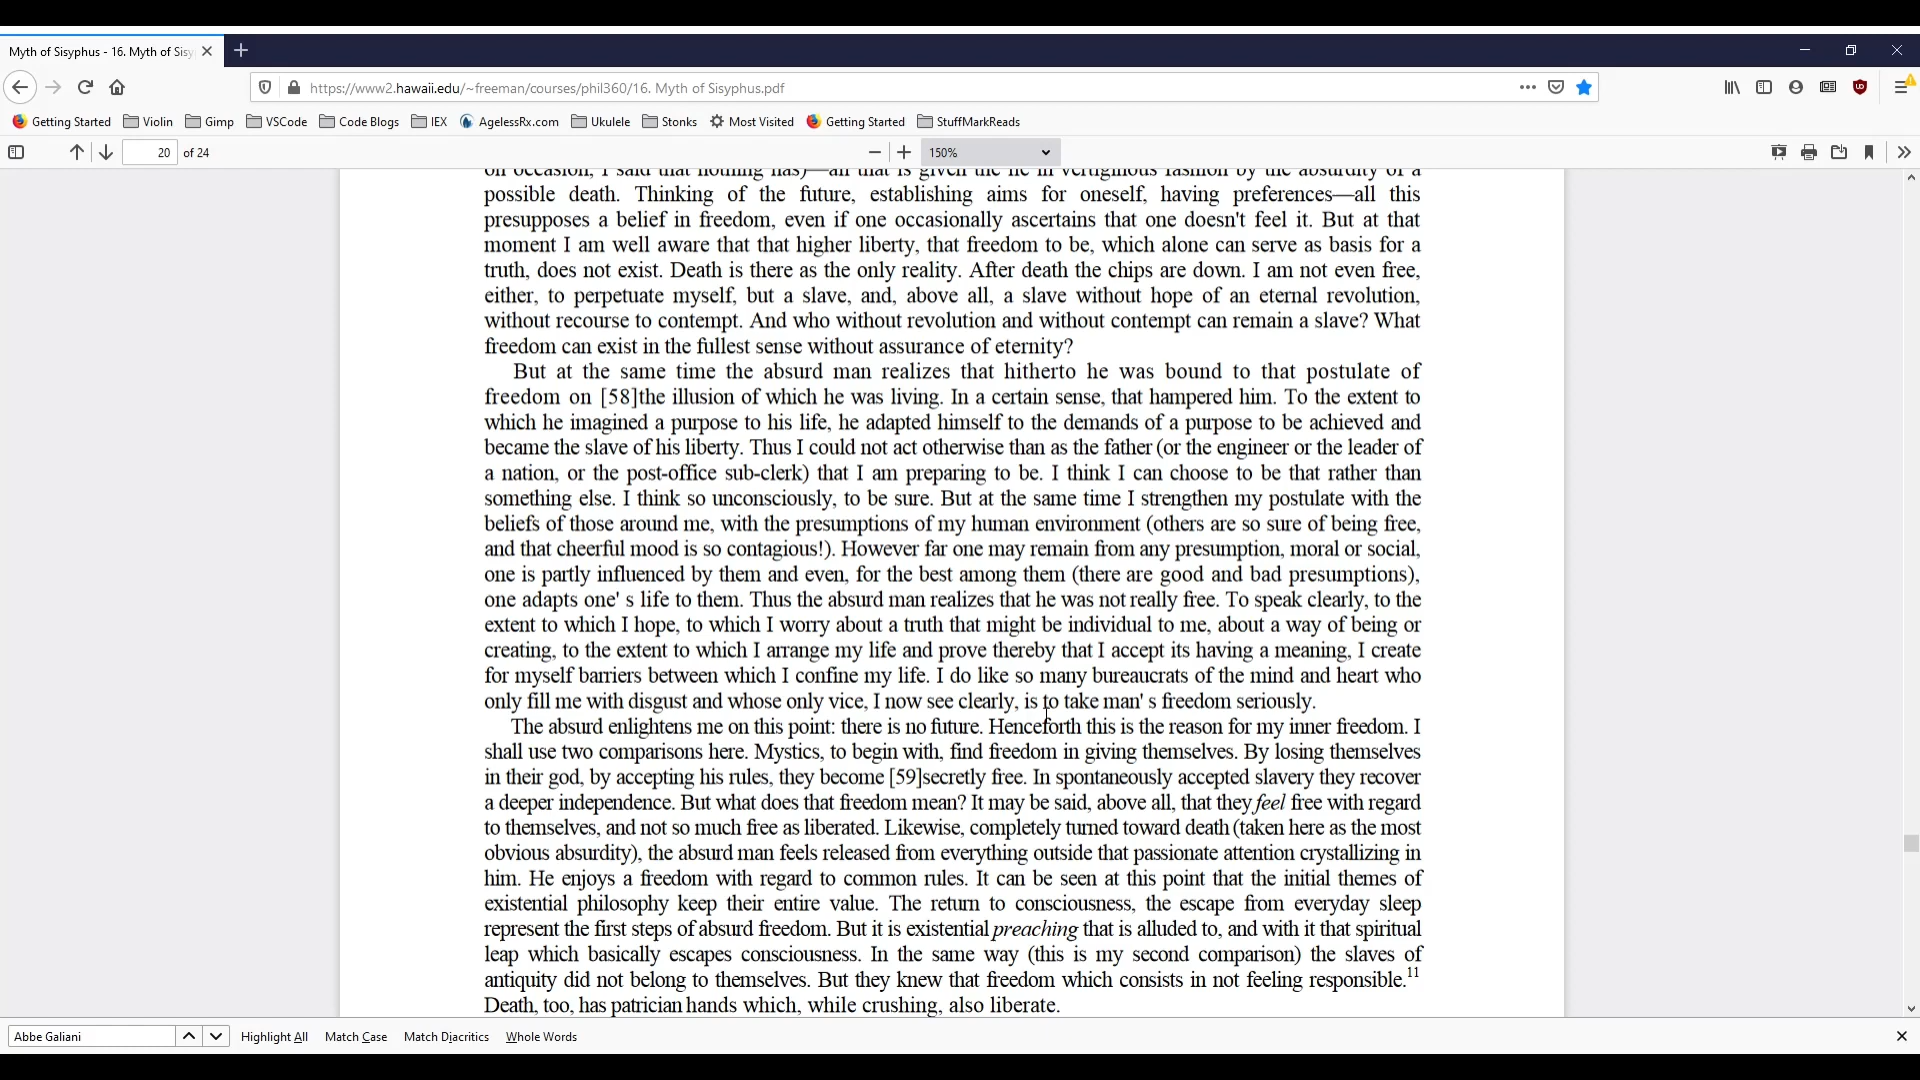 Myth of Sisyphus - 16. Myth of Sisy
https://www2.hawaii.edu/~freeman/courses/phil360/16. Myth of Sisyphus.pdf
Getting Started Violin Gimp VSCode Code Blogs IEX AgelessRx.com Ukulele Stonks Most Visited Getting Started StuffMarkReads
20 of 24 150%
on occasion, I said that nothing has)—all that is given the lie in vertiginous fashion by the absurdity of a
possible death. Thinking of the future, establishing aims for oneself, having preferences—all this
presupposes a belief in freedom, even if one occasionally ascertains that one doesn't feel it. But at that
moment I am well aware that that higher liberty, that freedom to be, which alone can serve as basis for a
truth, does not exist. Death is there as the only reality. After death the chips are down. I am not even free,
either, to perpetuate myself, but a slave, and, above all, a slave without hope of an eternal revolution,
without recourse to contempt. And who without revolution and without contempt can remain a slave? What
freedom can exist in the fullest sense without assurance of eternity?
But at the same time the absurd man realizes that hitherto he was bound to that postulate of
freedom on [58]the illusion of which he was living. In a certain sense, that hampered him. To the extent to
which he imagined a purpose to his life, he adapted himself to the demands of a purpose to be achieved and
became the slave of his liberty. Thus I could not act otherwise than as the father (or the engineer or the leader of
a nation, or the post-office sub-clerk) that I am preparing to be. I think I can choose to be that rather than
something else. I think so unconsciously, to be sure. But at the same time I strengthen my postulate with the
beliefs of those around me, with the presumptions of my human environment (others are so sure of being free,
and that cheerful mood is so contagious!). However far one may remain from any presumption, moral or social,
one is partly influenced by them and even, for the best among them (there are good and bad presumptions),
one adapts one' s life to them. Thus the absurd man realizes that he was not really free. To speak clearly, to the
extent to which I hope, to which I worry about a truth that might be individual to me, about a way of being or
creating, to the extent to which I arrange my life and prove thereby that I accept its having a meaning, I create
for myself barriers between which I confine my life. I do like so many bureaucrats of the mind and heart who
only fill me with disgust and whose only vice, I now see clearly, is to take man' s freedom seriously.
The absurd enlightens me on this point: there is no future. Henceforth this is the reason for my inner freedom. I
shall use two comparisons here. Mystics, to begin with, find freedom in giving themselves. By losing themselves
in their god, by accepting his rules, they become [59]secretly free. In spontaneously accepted slavery they recover
a deeper independence. But what does that freedom mean? It may be said, above all, that they feel free with regard
to themselves, and not so much free as liberated. Likewise, completely turned toward death (taken here as the most
obvious absurdity), the absurd man feels released from everything outside that passionate attention crystallizing in
him. He enjoys a freedom with regard to common rules. It can be seen at this point that the initial themes of
existential philosophy keep their entire value. The return to consciousness, the escape from everyday sleep
represent the first steps of absurd freedom. But it is existential preaching that is alluded to, and with it that spiritual
leap which basically escapes consciousness. In the same way (this is my second comparison) the slaves of
antiquity did not belong to themselves. But they knew that freedom which consists in not feeling responsible.11
Death, too, has patrician hands which, while crushing, also liberate.
Abbe Galiani Highlight All Match Case Match Diacritics Whole Words